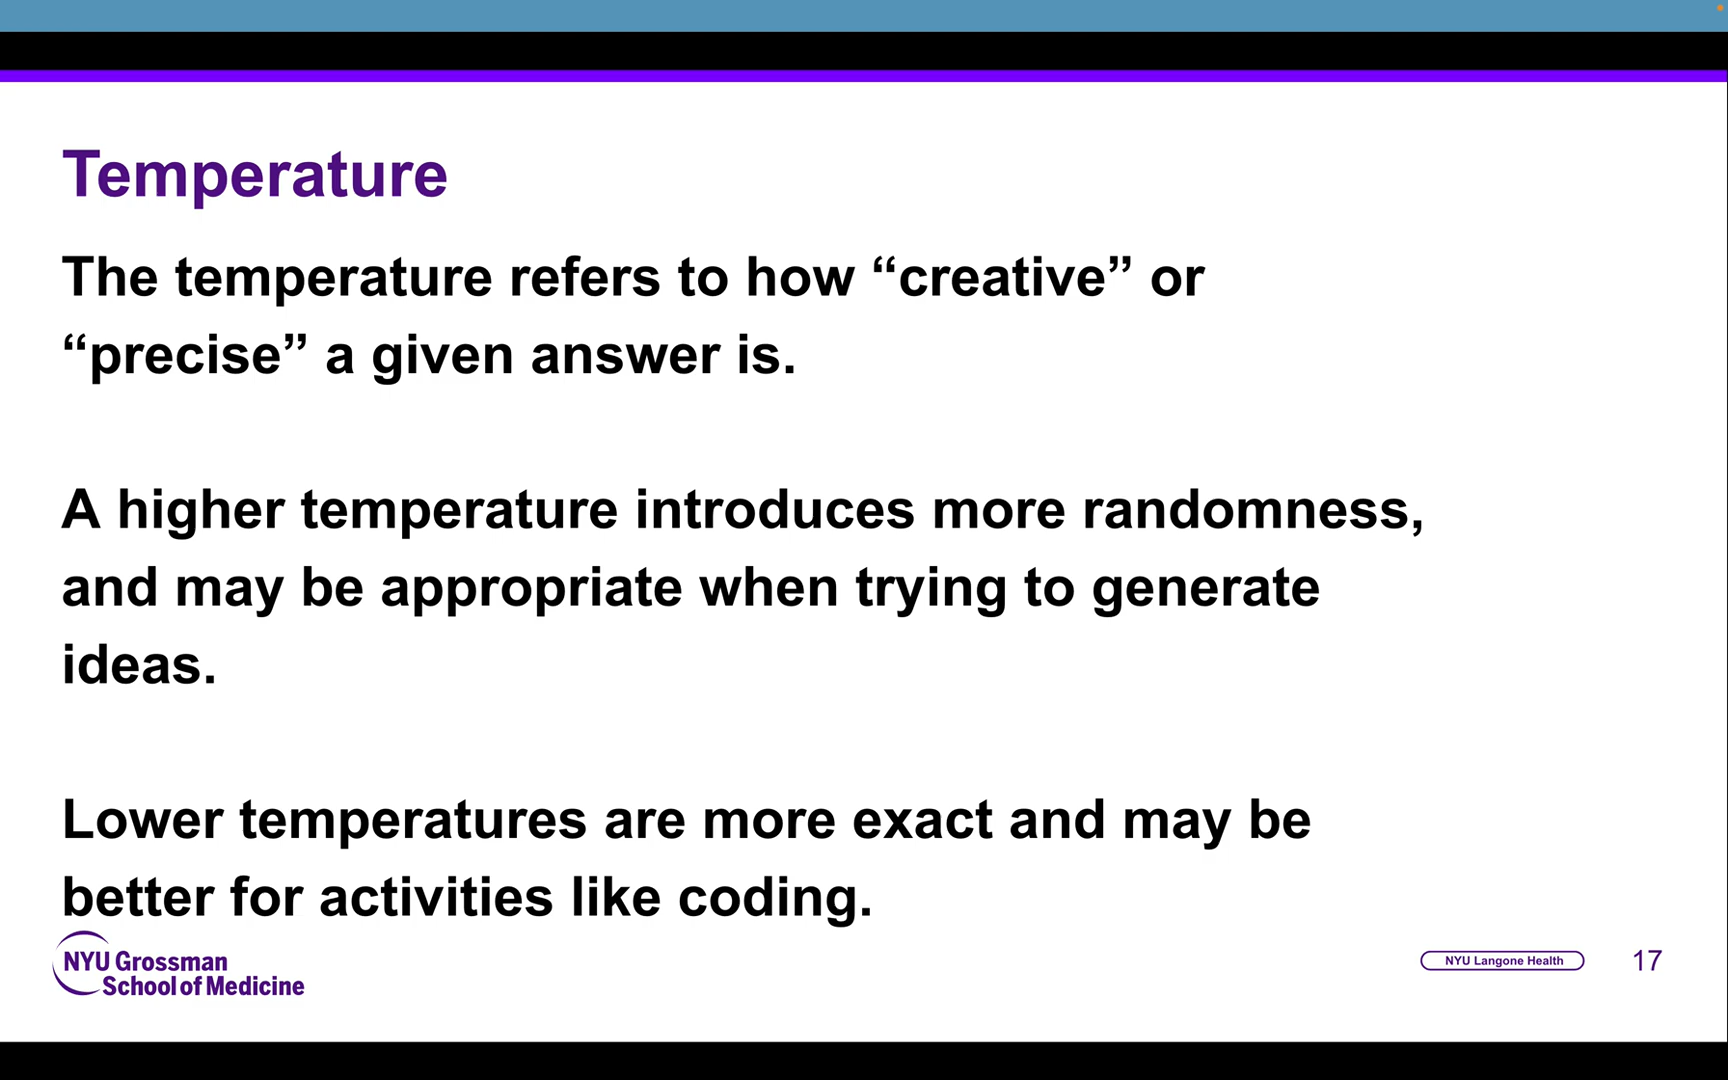 Temperature
The temperature refers to how “creative” or
“precise” a given answer is.
A higher temperature introduces more randomness,
and may be appropriate when trying to generate
ideas.
Lower temperatures are more exact and may be
better for activities like coding.
NYU Grossman
School of Medicine
NYU Langone Health
17